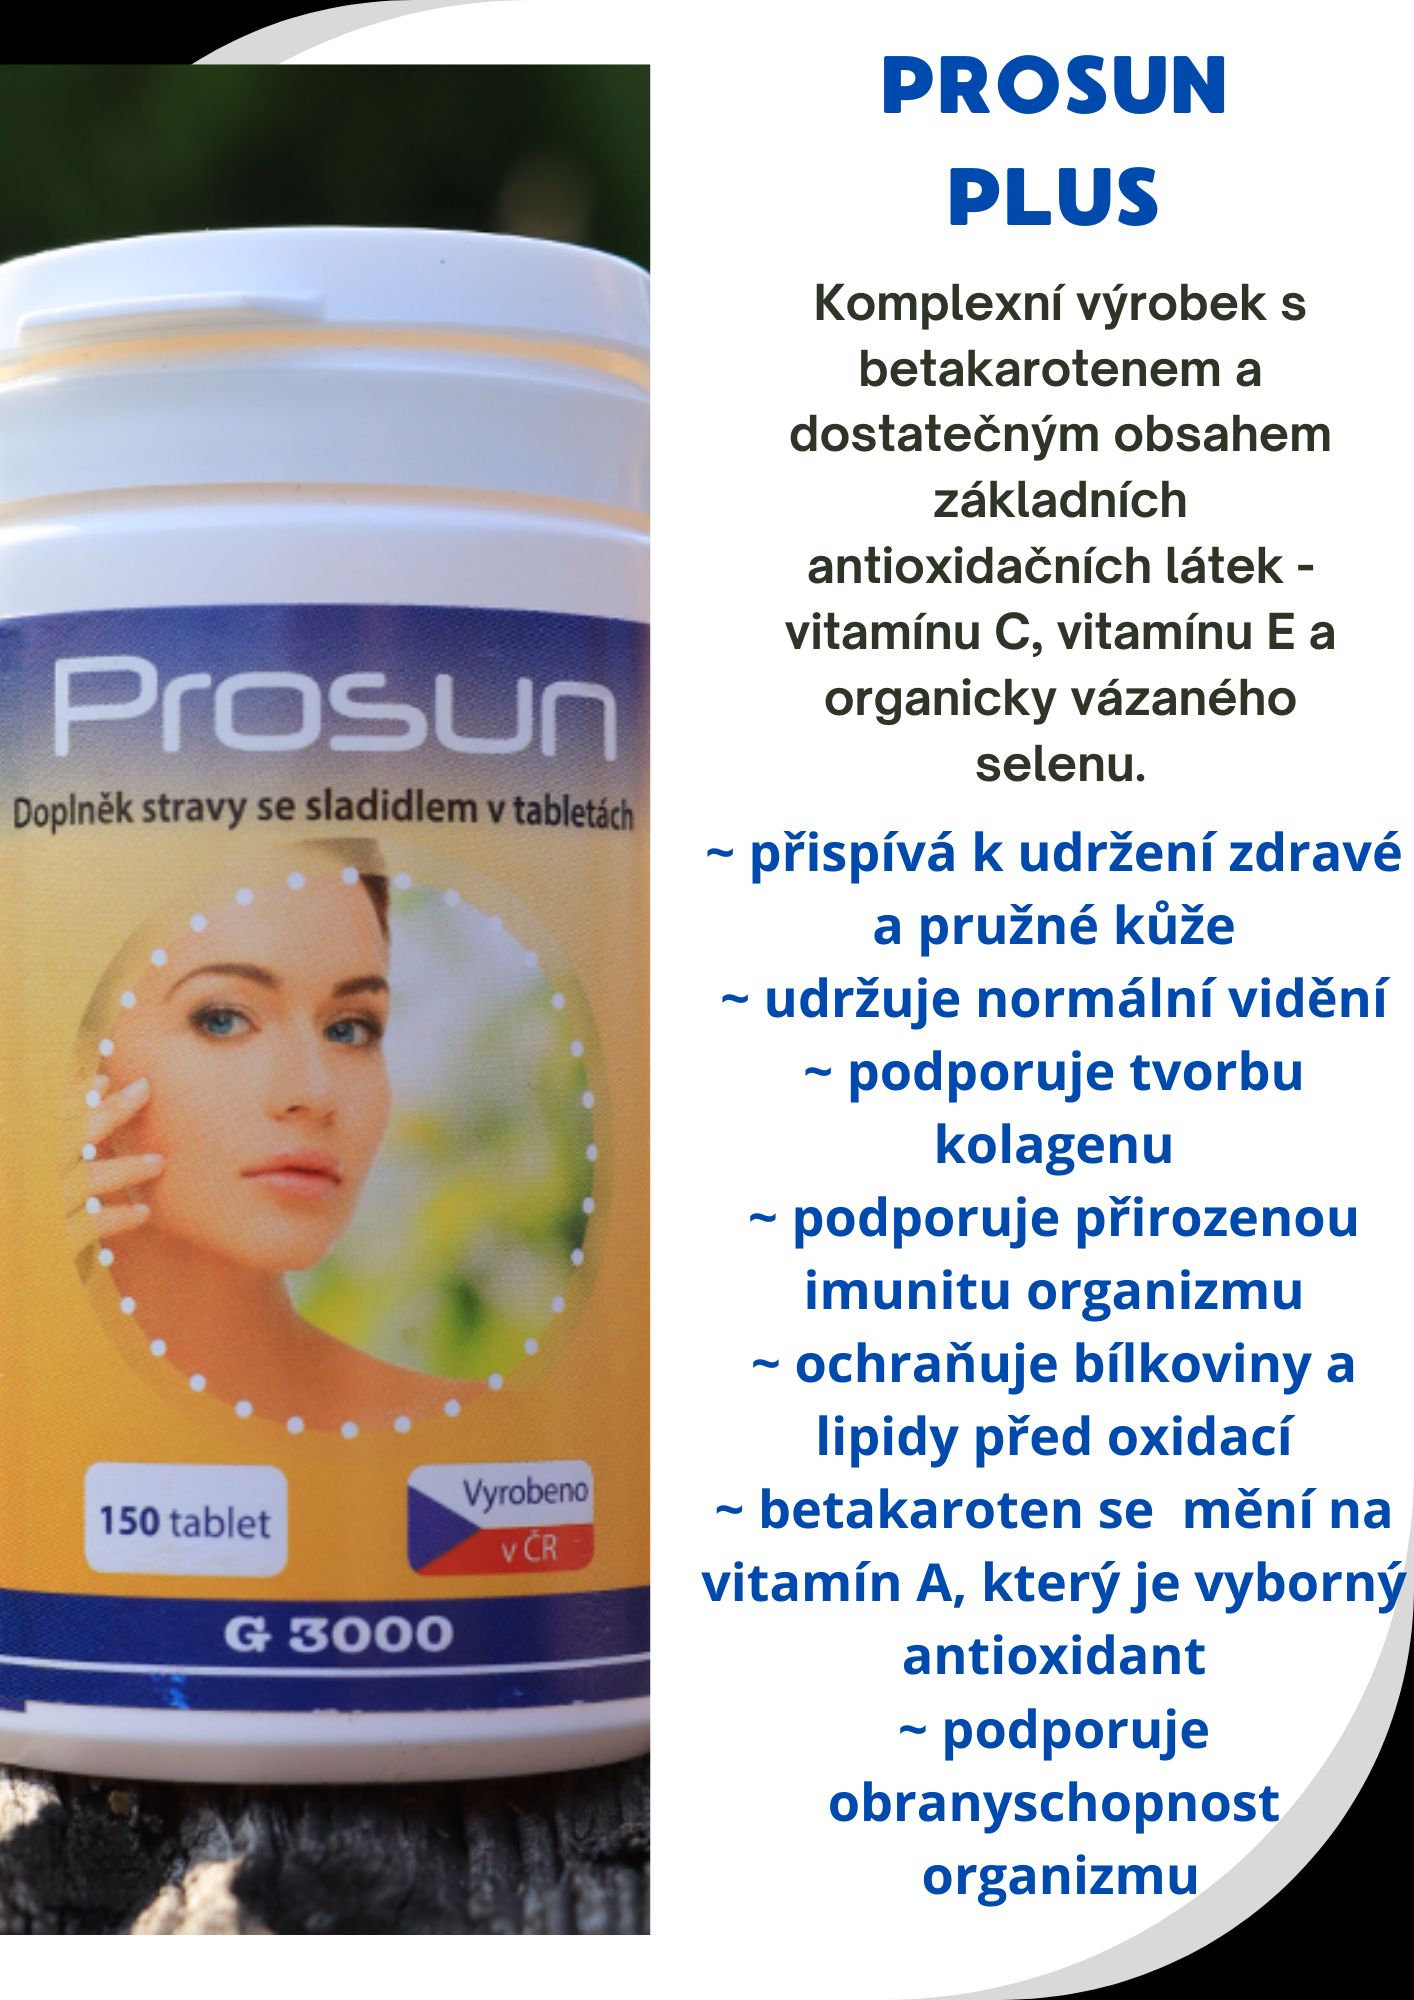 PROSUN
PLUS
Komplexní výrobek s
betakarotenem a
dostatečným obsahem
základních
antioxidačních látek -
vitamínu C, vitamínu E a
organicky vázaného
selenu.
~ přispívá k udržení zdravé
a pružné kůže
~ udržuje normální vidění
~ podporuje tvorbu
kolagenu
~ podporuje přirozenou
imunitu organizmu
~ ochraňuje bílkoviny a
lipidy před oxidací
~ betakaroten se  mění na
vitamín A, který je vyborný
antioxidant
~ podporuje
obranyschopnost
organizmu
Prosun
Doplněk stravy se sladidlem v tabletách
150 tablet
Vyrobeno
v ČR
G 3000